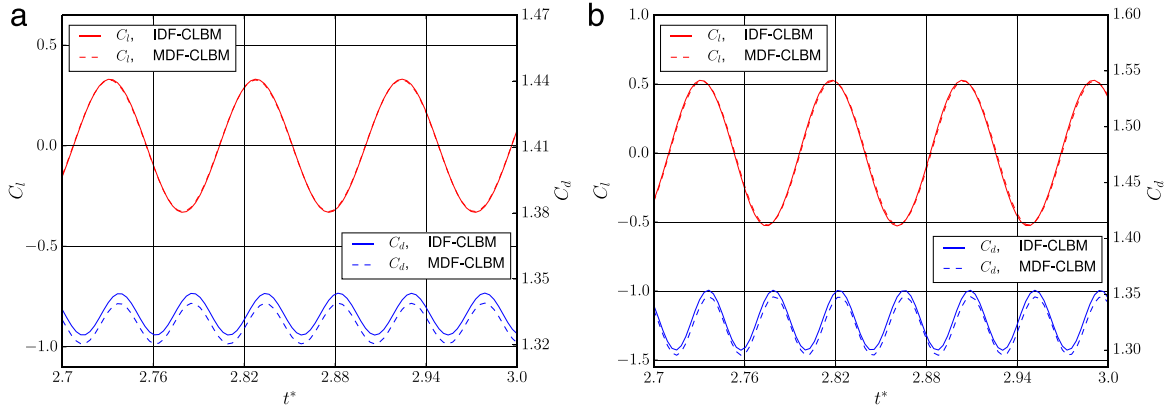 a
C_l, IDF-CLBM
C_l, MDF-CLBM
C_d, IDF-CLBM
C_d, MDF-CLBM
0.5
0.0
−0.5
−1.0
C_l
1.47
1.44
1.41
1.38
1.34
1.32
C_d
2.7 2.76 2.82 2.88 2.94 3.0
t*
b
C_l, IDF-CLBM
C_l, MDF-CLBM
C_d, IDF-CLBM
C_d, MDF-CLBM
1.0
0.5
0.0
−0.5
−1.0
−1.5
C_l
1.60
1.54
1.50
1.45
1.40
1.35
1.30
C_d
2.7 2.76 2.82 2.88 2.94 3.0
t*